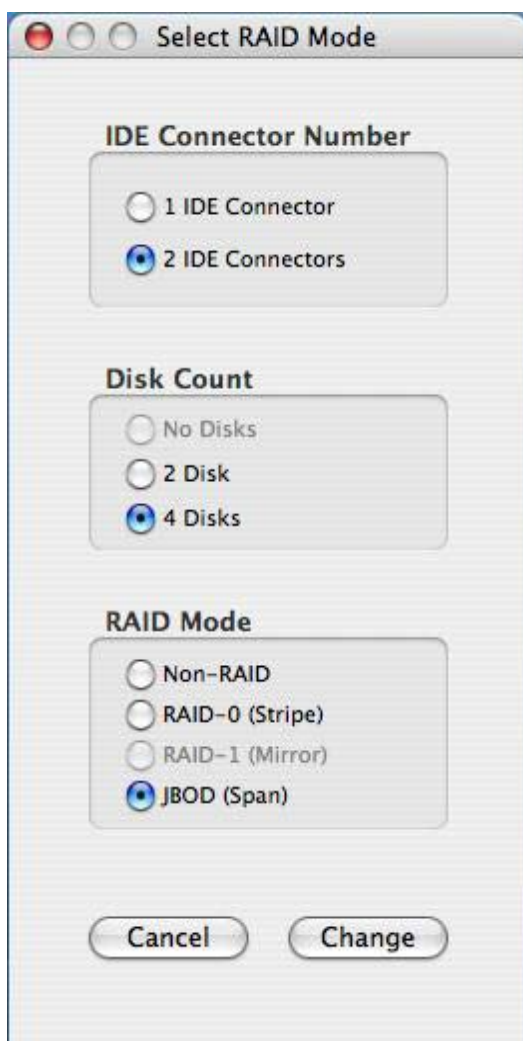 Select RAID Mode
IDE Connector Number
1 IDE Connector
2 IDE Connectors
Disk Count
No Disks
2 Disk
4 Disks
RAID Mode
Non-RAID
RAID-0 (Stripe)
RAID-1 (Mirror)
JBOD (Span)
Cancel Change